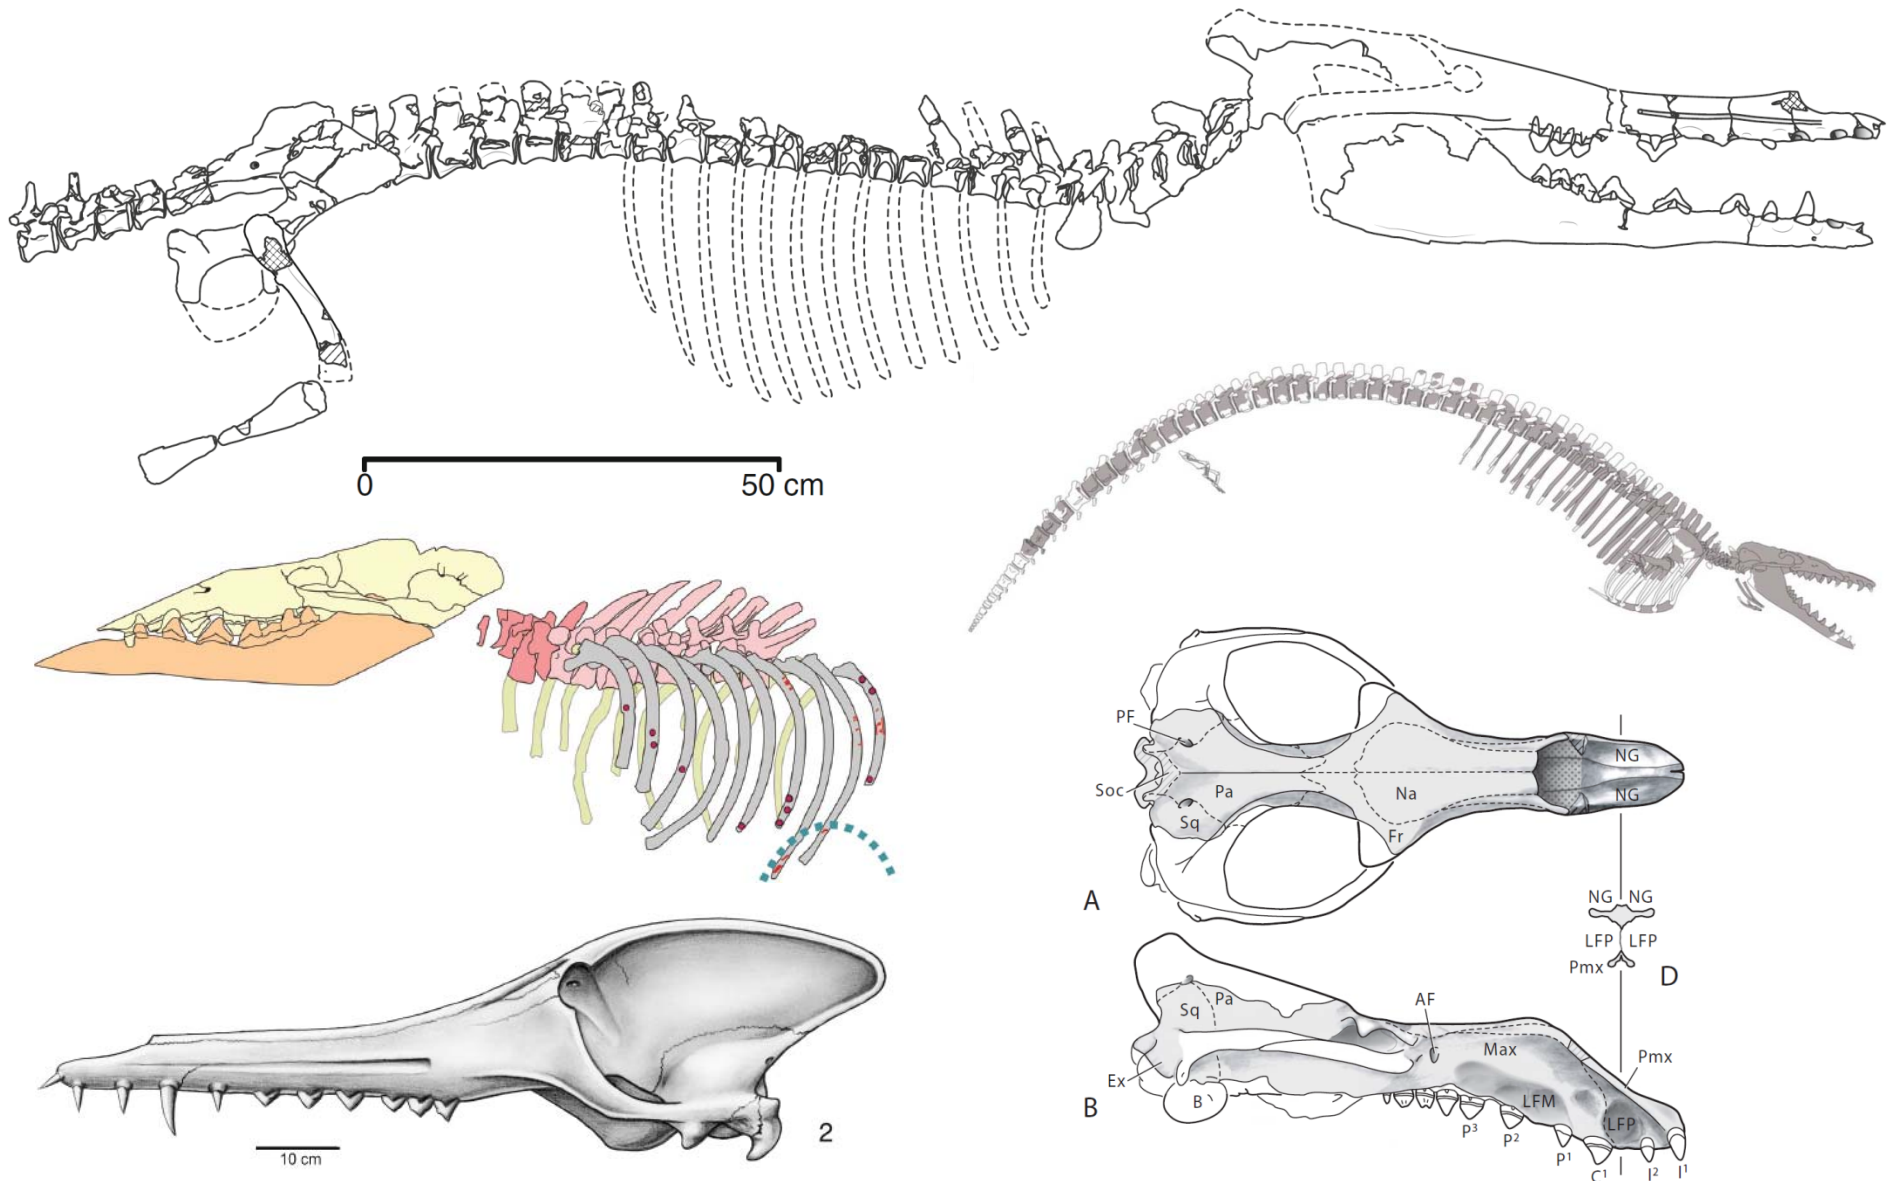 0 50 cm
PF
NG
Soc
Pa
Na
NG
Sq
Fr
A
NG NG
LFP LFP
D
Pmx
AF
Pa
Sq
Max
Pmx
Ex
B
B
LFM
LFP
P³
P²
P¹
C¹
I²
I¹
2
10 cm